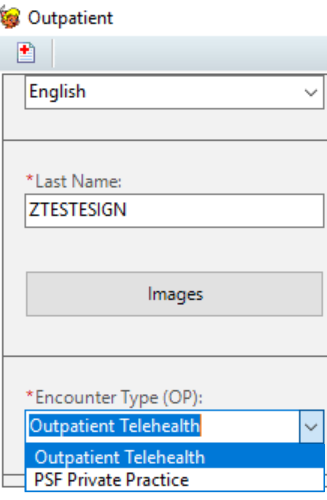 Outpatient
English
*Last Name:
ZTESTESIGN
Images
*Encounter Type (OP):
Outpatient Telehealth
Outpatient Telehealth
PSF Private Practice